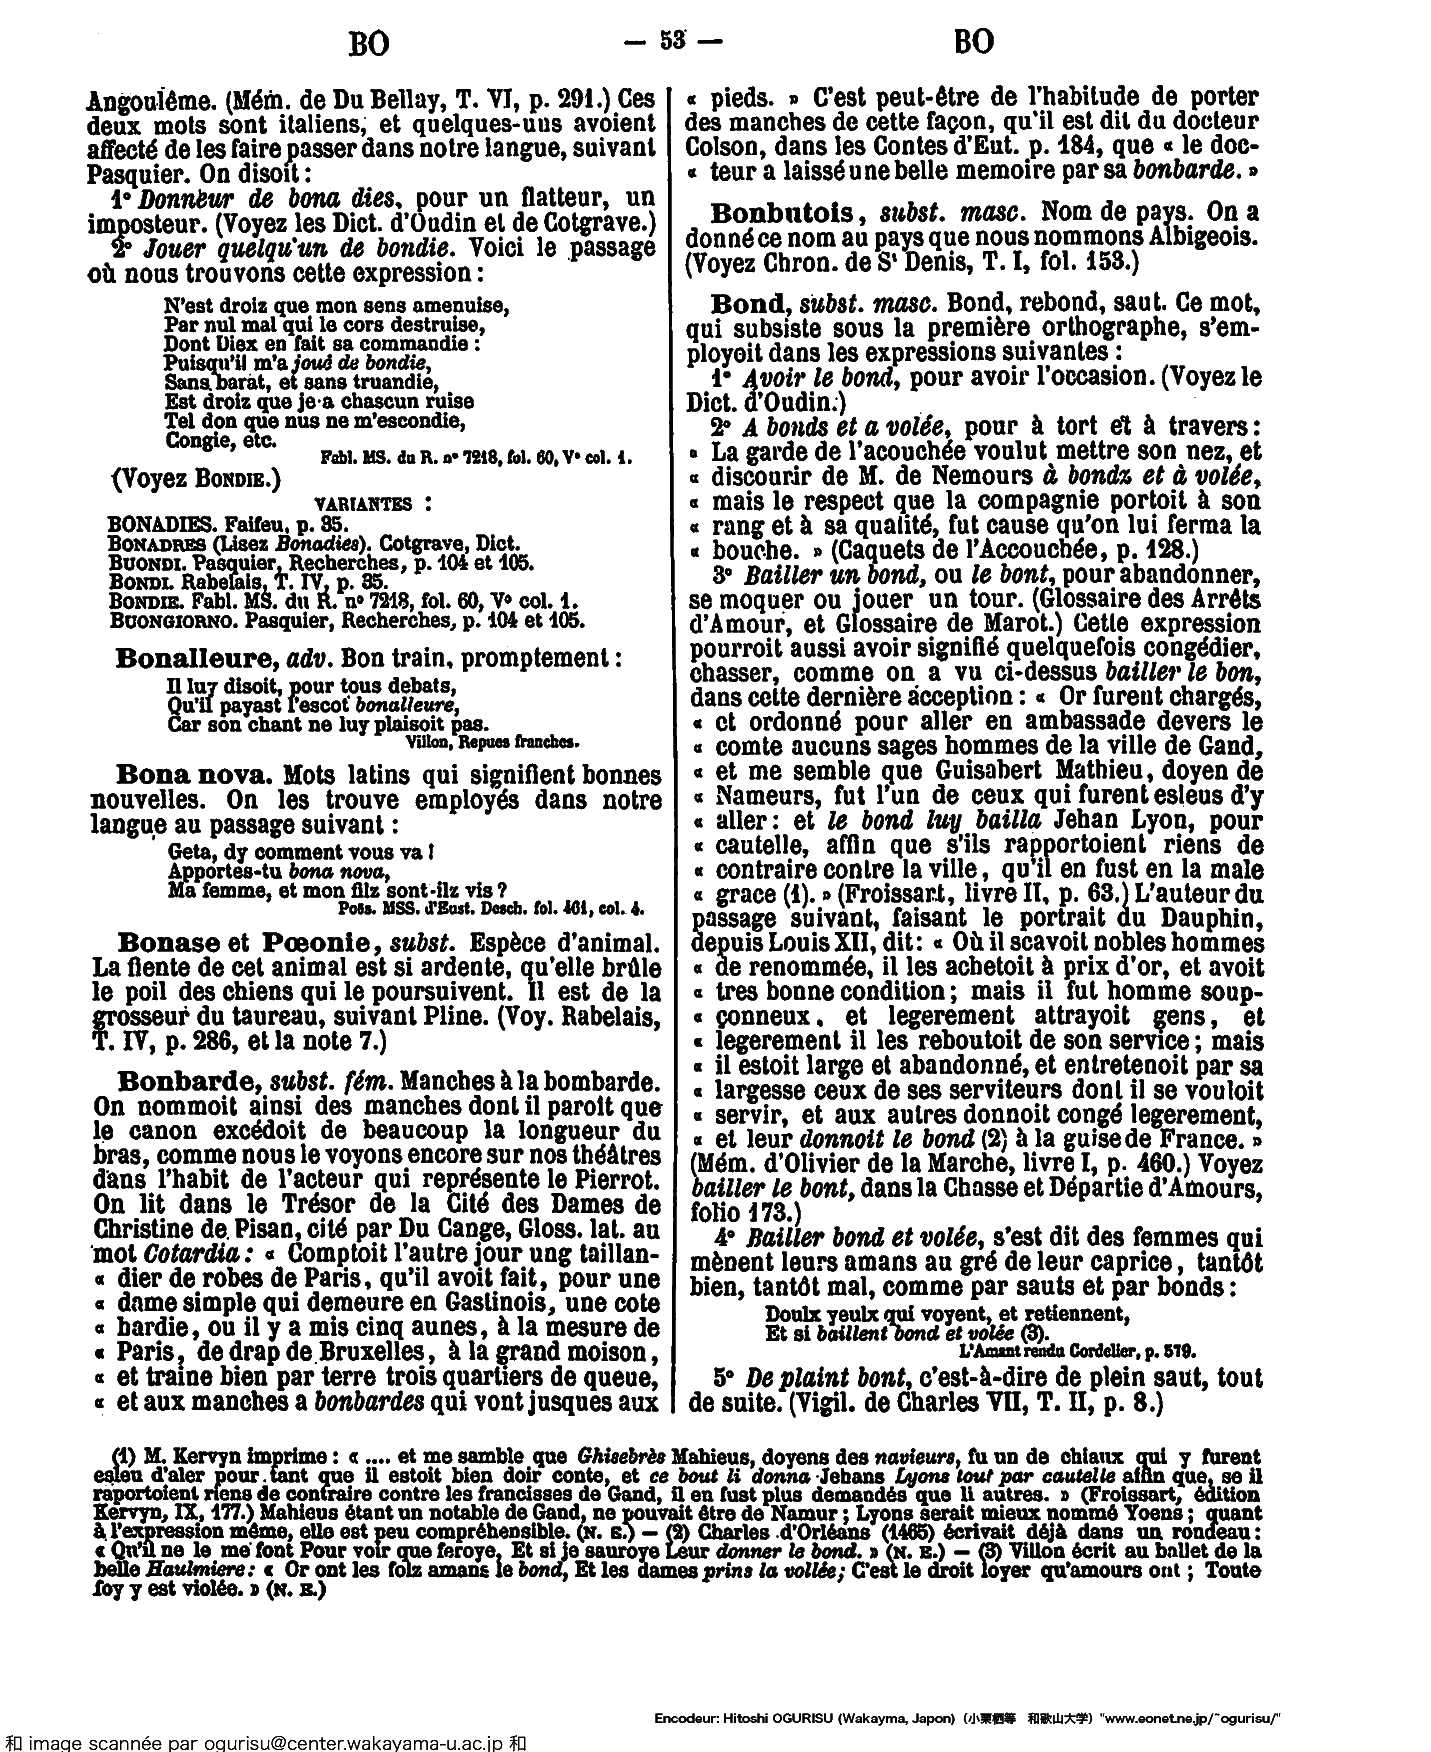 BO — 53 — BO
Angoulême. (Mém. de Du Bellay, T. VI, p. 291.) Ces
deux mots sont italiens, et quelques-uns avoient
affecté de les faire passer dans notre langue, suivant
Pasquier. On disoit :
1° Donneur de bona dies, pour un flatteur, un
imposteur. (Voyez les Dict. d'Oudin et de Cotgrave.)
2° Jouer quelqu'un de bondie. Voici le passage
où nous trouvons cette expression :
N'est droiz que mon sens amenuise,
Par nul mal qui le cors destruise,
Dont Diex en fait sa commandie :
Puisqu'il m'a joué de bondie,
Sans barat, et sans truandie,
Est droiz que je a chascun ruise
Tel don que nus ne m'escondie,
Congie, etc.
Fabl. MS. du R. n° 7218, fol. 60, V° col. 1.
(Voyez BONDIE.)
VARIANTES :
BONADIES. Faifeu, p. 35.
BONADRES (Lisez Bonadies). Cotgrave, Dict.
BUONDI. Pasquier, Recherches, p. 104 et 105.
BONDI. Rabelais, T. IV, p. 35.
BONDIE. Fabl. MS. du R. n° 7218, fol. 60, V° col. 1.
BUONGIORNO. Pasquier, Recherches, p. 104 et 105.
Bonalleure, adv. Bon train, promptement :
Il luy disoit, pour tous debats,
Qu'il payast l'escot bonalleure,
Car son chant ne luy plaisoit pas.
Villon, Repues franches.
Bona nova. Mots latins qui signifient bonnes
nouvelles. On les trouve employés dans notre
langue au passage suivant :
Geta, dy comment vous va !
Apportes-tu bona nova,
Ma femme, et mon filz sont-ilz vis ?
Poës. MSS. d'Eust. Desch. fol. 461, col. 4.
Bonase et Pœonie, subst. Espèce d'animal.
La fiente de cet animal est si ardente, qu'elle brûle
le poil des chiens qui le poursuivent. Il est de la
grosseur du taureau, suivant Pline. (Voy. Rabelais,
T. IV, p. 286, et la note 7.)
Bonbarde, subst. fém. Manches à la bombarde.
On nommoit ainsi des manches dont il paroît que
le canon excédoit de beaucoup la longueur du
bras, comme nous le voyons encore sur nos théâtres
dans l'habit de l'acteur qui représente le Pierrot.
On lit dans le Trésor de la Cité des Dames de
Christine de Pisan, cité par Du Cange, Gloss. lat. au
mot Cotardia : « Comptoit l'autre jour ung taillan-
« dier de robes de Paris, qu'il avoit fait, pour une
« dame simple qui demeure en Gastinois, une cote
« hardie, ou il y a mis cinq aunes, à la mesure de
« Paris, de drap de Bruxelles, à la grand moison,
« et traine bien par terre trois quartiers de queue,
« et aux manches a bonbardes qui vont jusques aux
« pieds. » C'est peut-être de l'habitude de porter
des manches de cette façon, qu'il est dit du docteur
Colson, dans les Contes d'Eut. p. 184, que « le doc-
« teur a laissé une belle memoire par sa bonbarde. »
Bonbutois, subst. masc. Nom de pays. On a
donné ce nom au pays que nous nommons Albigeois.
(Voyez Chron. de St Denis, T. I, fol. 153.)
Bond, subst. masc. Bond, rebond, saut. Ce mot,
qui subsiste sous la première orthographe, s'em-
ployoit dans les expressions suivantes :
1° Avoir le bond, pour avoir l'occasion. (Voyez le
Dict. d'Oudin.)
2° A bonds et a volée, pour à tort et à travers :
« La garde de l'acouchée voulut mettre son nez, et
« discourir de M. de Nemours à bondz et à volée,
« mais le respect que la compagnie portoit à son
« rang et à sa qualité, fut cause qu'on lui ferma la
« bouche. » (Caquets de l'Accouchée, p. 128.)
3° Bailler un bond, ou le bont, pour abandonner,
se moquer ou jouer un tour. (Glossaire des Arrêts
d'Amour, et Glossaire de Marot.) Cette expression
pourroit aussi avoir signifié quelquefois congédier,
chasser, comme on a vu ci-dessus bailler le bon,
dans cette dernière acception : « Or furent chargés,
« et ordonné pour aller en ambassade devers le
« comte aucuns sages hommes de la ville de Gand,
« et me semble que Guisabert Mathieu, doyen de
« Nameurs, fut l'un de ceux qui furent esleus d'y
« aller : et le bond luy bailla Jehan Lyon, pour
« cautelle, affin que s'ils rapportoient riens de
« contraire contre la ville, qu'il en fust en la male
« grace (1). » (Froissart, livre II, p. 63.) L'auteur du
passage suivant, faisant le portrait du Dauphin,
depuis Louis XII, dit : « Où il scavoit nobles hommes
« de renommée, il les achetoit à prix d'or, et avoit
« tres bonne condition ; mais il fut homme soup-
« çonneux, et legerement attrayoit gens, et
« legerement il les reboutoit de son service ; mais
« il estoit large et abandonné, et entretenoit par sa
« largesse ceux de ses serviteurs dont il se vouloit
« servir, et aux autres donnoit congé legerement,
« et leur donnoit le bond (2) à la guise de France. »
(Mém. d'Olivier de la Marche, livre I, p. 460.) Voyez
bailler le bont, dans la Chasse et Départie d'Amours,
folio 173.)
4° Bailler bond et volée, s'est dit des femmes qui
mènent leurs amans au gré de leur caprice, tantôt
bien, tantôt mal, comme par sauts et par bonds :
Doulx yeulx qui voyent, et retiennent,
Et si baillent bond et volée (3).
L'Amant rendu Cordelier, p. 579.
5° De plaint bont, c'est-à-dire de plein saut, tout
de suite. (Vigil. de Charles VII, T. II, p. 8.)
(1) M. Kervyn imprime : « .... et me samble que Ghisebrès Mahieus, doyens des navieurs, fu un de chiaux qui y furent
esleu d'aler pour tant que il estoit bien doir conte, et ce bout li donna Jehans Lyons tout par cautelle affin que, se il
raportoient riens de contraire contre les francisses de Gand, il en fust plus demandés que li autres. » (Froissart, édition
Kervyn, IX, 177.) Mahieus étant un notable de Gand, ne pouvait être de Namur ; Lyons serait mieux nommé Yoens ; quant
à l'expression même, elle est peu compréhensible. (N. E.) — (2) Charles d'Orléans (1465) écrivait déjà dans un rondeau :
« Qu'il ne le me font Pour voir que feroye, Et si je sauroye Leur donner le bond. » (N. E.) — (3) Villon écrit au ballet de la
belle Haulmiere : « Or ont les folz amans le bond, Et les dames prins la vollée ; C'est le droit loyer qu'amours ont ; Toute
foy y est violée. » (N. E.)
Encodeur: Hitoshi OGURISU (Wakayma, Japon) (小栗栖等 和歌山大学) "www.eonet.ne.jp/~ogurisu/"
和 image scannée par ogurisu@center.wakayama-u.ac.jp 和